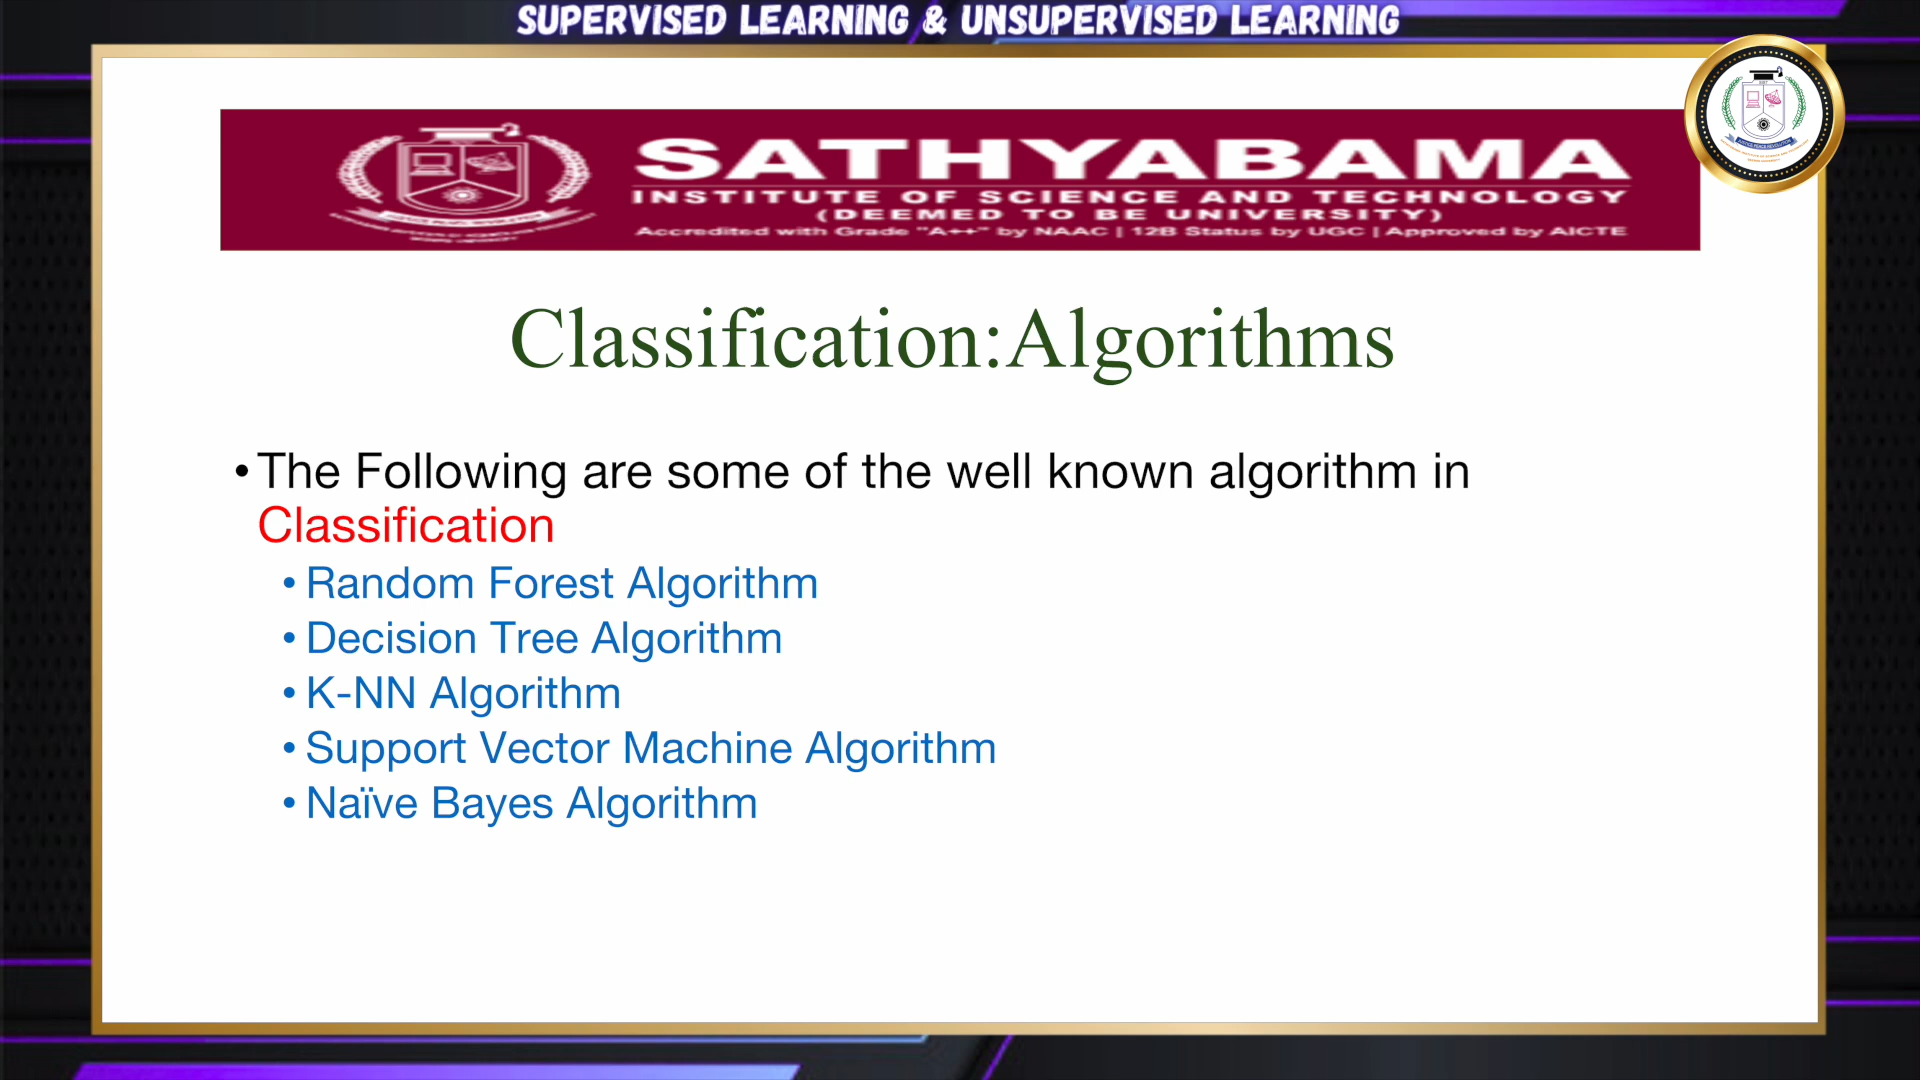 SUPERVISED LEARNING & UNSUPERVISED LEARNING
SATHYABAMA
INSTITUTE OF SCIENCE AND TECHNOLOGY
(DEEMED TO BE UNIVERSITY)
Accredited with Grade "A++" by NAAC | 12B Status by UGC | Approved by AICTE
Classification:Algorithms
• The Following are some of the well known algorithm in
Classification
• Random Forest Algorithm
• Decision Tree Algorithm
• K-NN Algorithm
• Support Vector Machine Algorithm
• Naïve Bayes Algorithm